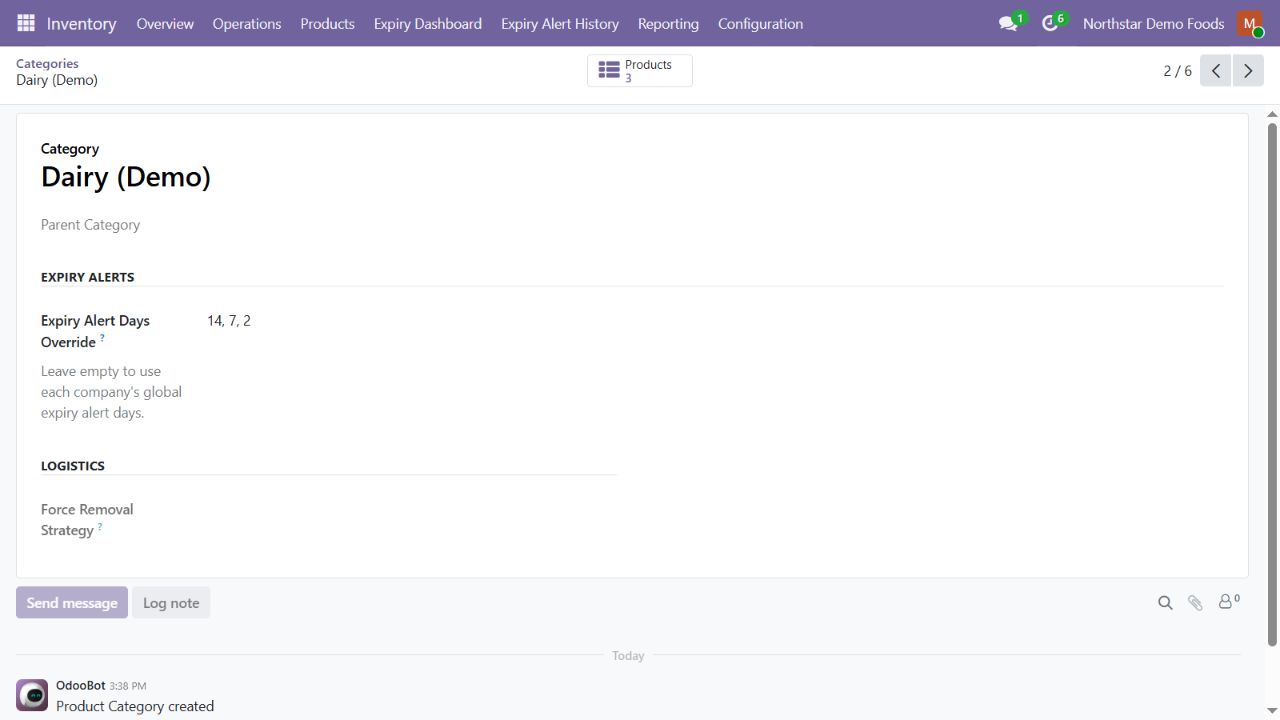 Inventory Overview Operations Products Expiry Dashboard Expiry Alert History Reporting Configuration 1 6 Northstar Demo Foods M
Categories
Dairy (Demo)
Products
3
2 / 6
Category
Dairy (Demo)
Parent Category
EXPIRY ALERTS
Expiry Alert Days
Override ?
14, 7, 2
Leave empty to use
each company's global
expiry alert days.
LOGISTICS
Force Removal
Strategy ?
Send message Log note 0
Today
OdooBot 3:38 PM
Product Category created